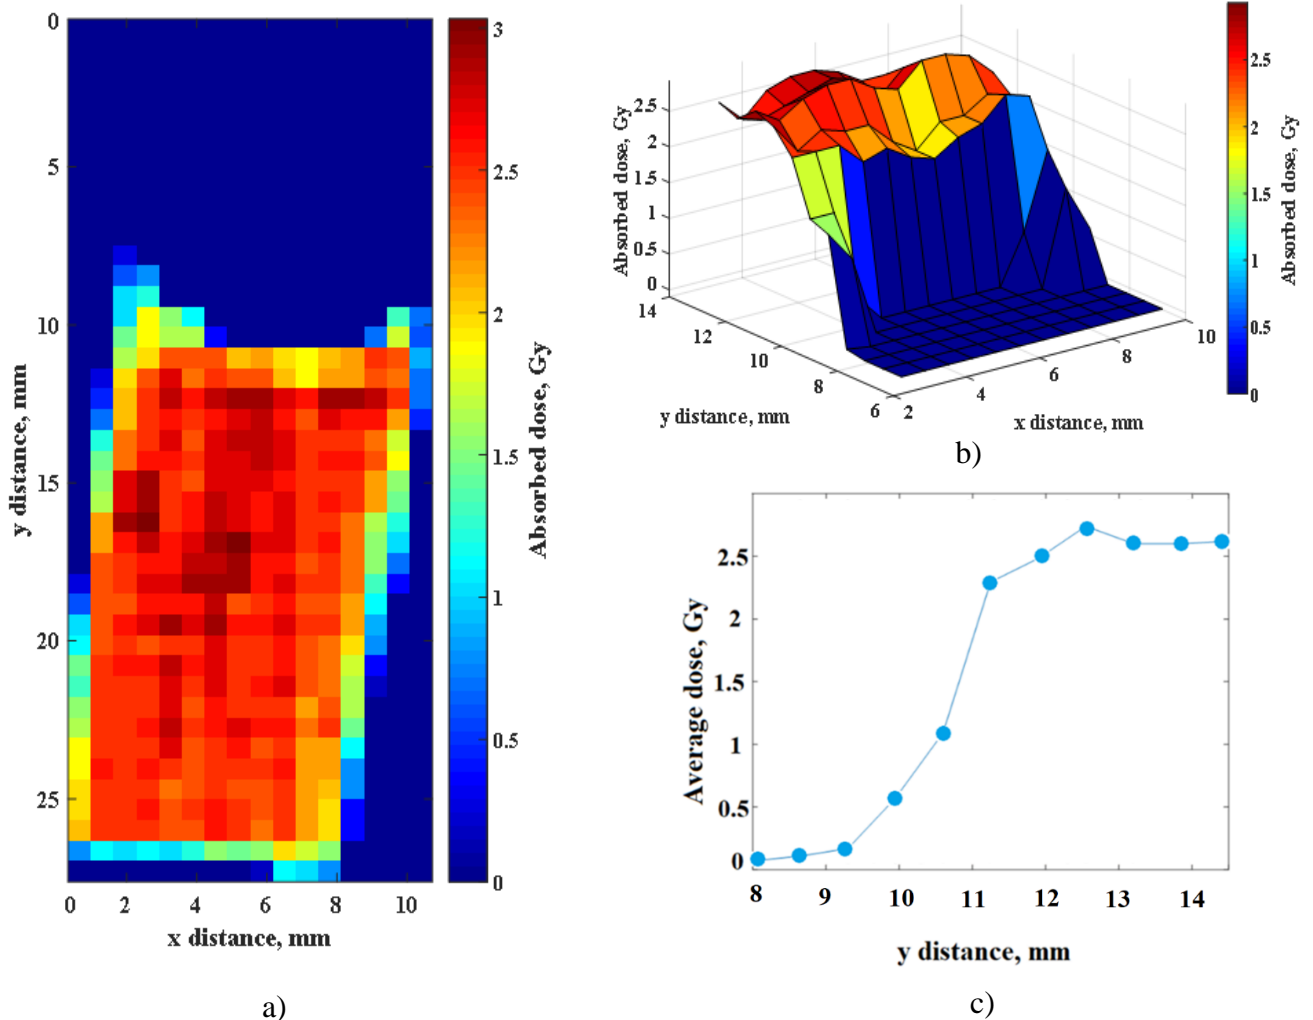 0
5
10
15
20
25
y distance, mm
0 2 4 6 8 10
x distance, mm
3
2.5
2
1.5
1
0.5
0
Absorbed dose, Gy
a)
2.5
2
1.5
1
0.5
0
Absorbed dose, Gy
14 12 10 8 6
y distance, mm
2 4 6 8 10
x distance, mm
2.5
2
1.5
1
0.5
0
Absorbed dose, Gy
b)
2.5
2
1.5
1
0.5
0
Average dose, Gy
8 9 10 11 12 13 14
y distance, mm
c)